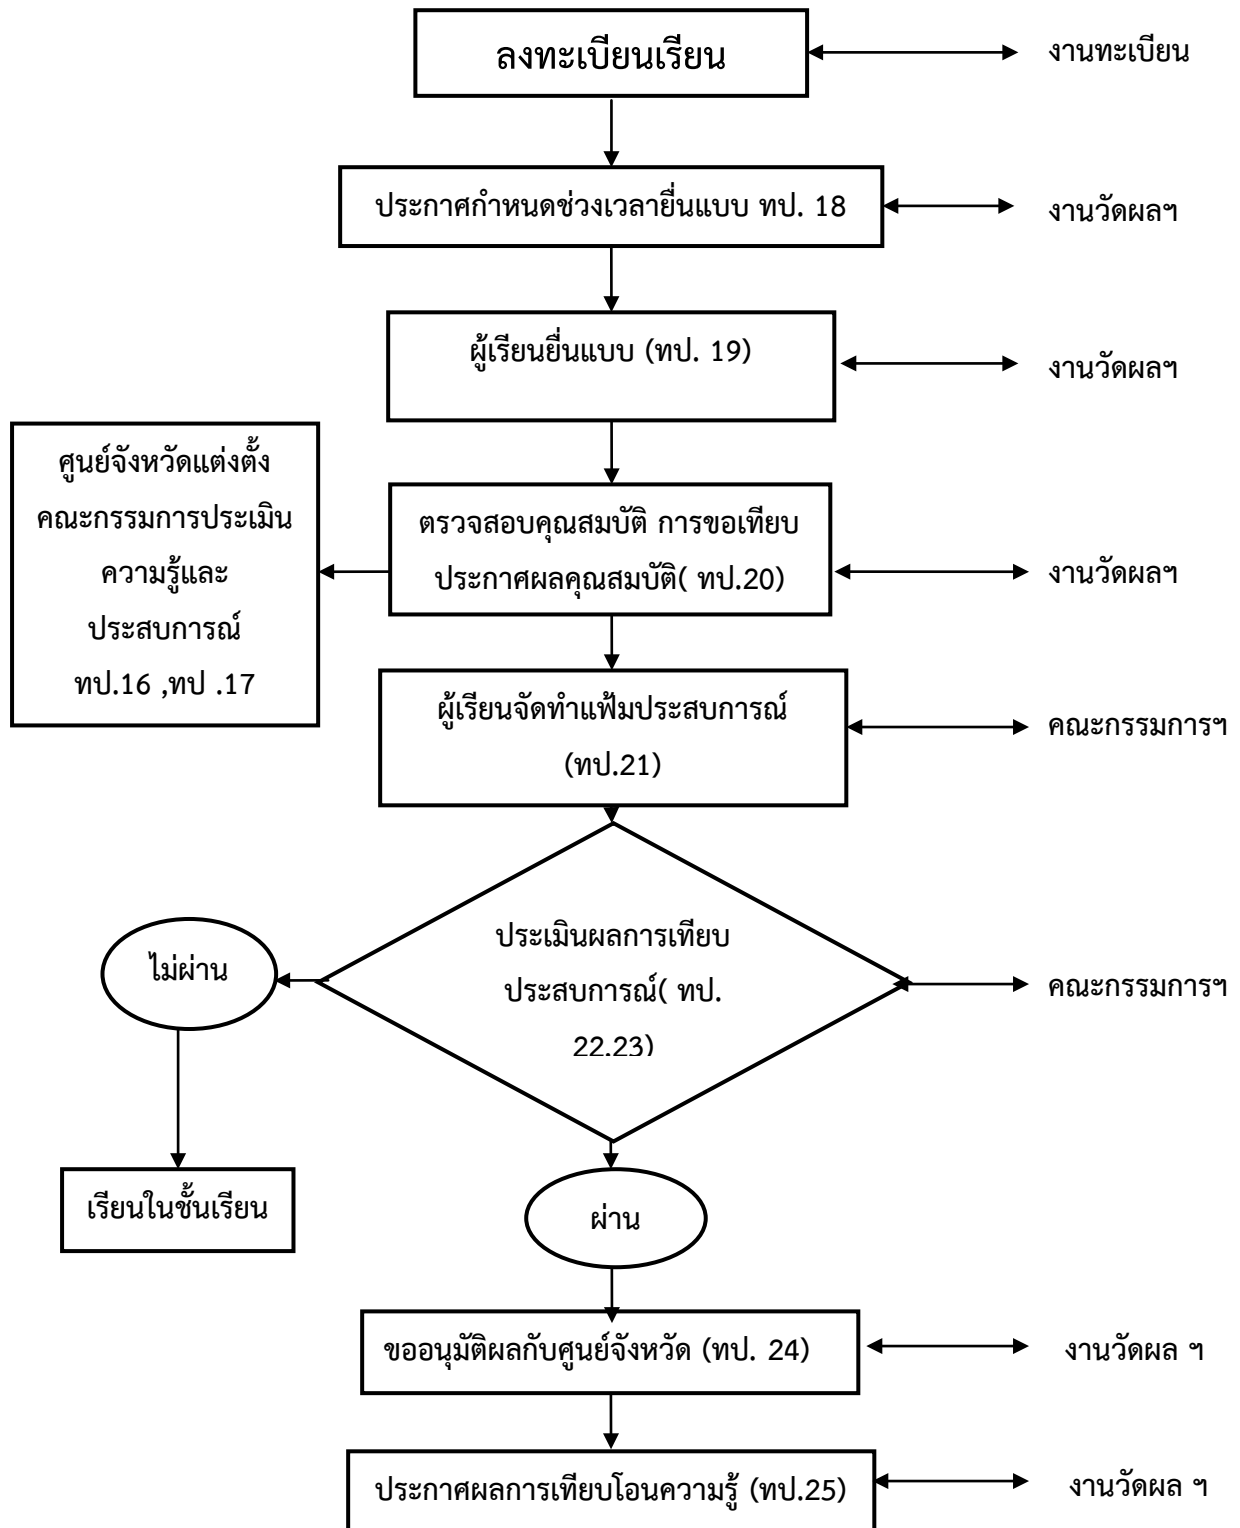 ลงทะเบียนเรียน
งานทะเบียน
ประกาศกำหนดช่วงเวลายื่นแบบ ทป. 18
งานวัดผลฯ
ผู้เรียนยื่นแบบ (ทป. 19)
งานวัดผลฯ
ศูนย์จังหวัดแต่งตั้ง
คณะกรรมการประเมิน
ความรู้และ
ประสบการณ์
ทป.16 ,ทป .17
ตรวจสอบคุณสมบัติ การขอเทียบ
ประกาศผลคุณสมบัติ( ทป.20)
งานวัดผลฯ
ผู้เรียนจัดทำแฟ้มประสบการณ์
(ทป.21)
คณะกรรมการฯ
ประเมินผลการเทียบ
ประสบการณ์( ทป.
22.23)
คณะกรรมการฯ
ไม่ผ่าน
เรียนในชั้นเรียน
ผ่าน
ขออนุมัติผลกับศูนย์จังหวัด (ทป. 24)
งานวัดผล ฯ
ประกาศผลการเทียบโอนความรู้ (ทป.25)
งานวัดผล ฯ